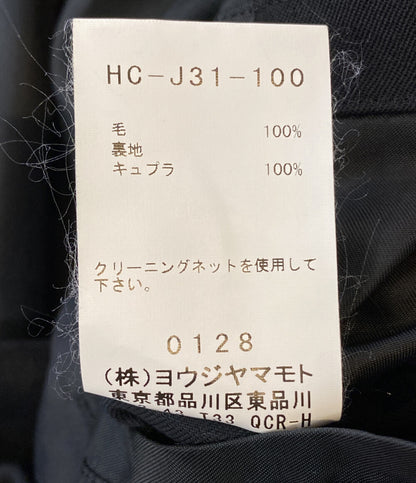 HC-J31-100
毛 100%
裏地
キュプラ 100%
クリーニングネットを使用して
下さい。
0128
(株)ヨウジヤマモト
東京都品川区東品川
T33 QCR-H